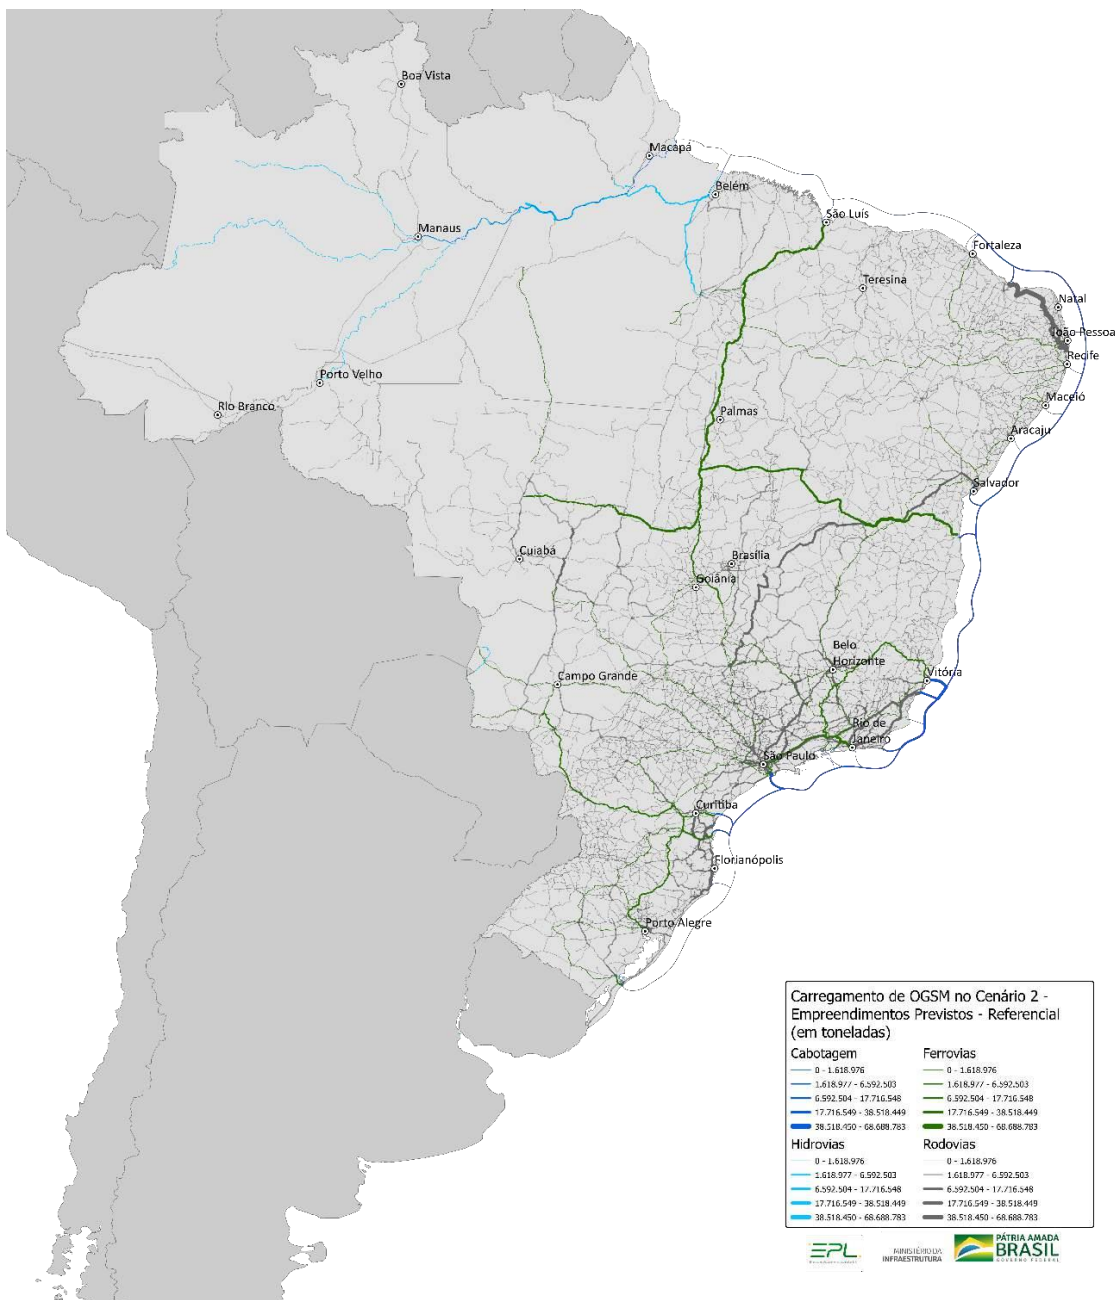 Boa Vista
Macapá
Belém
São Luís
Manaus
Fortaleza
Teresina
Natal
João Pessoa
Recife
Porto Velho
Rio Branco
Palmas
Maceió
Aracaju
Salvador
Cuiabá
Brasília
Goiânia
Belo
Horizonte
Vitória
Campo Grande
Rio de
Janeiro
São Paulo
Curitiba
Florianópolis
Porto Alegre
Carregamento de OGSM no Cenário 2 -
Empreendimentos Previstos - Referencial
(em toneladas)
Cabotagem
0 - 1.618.976
1.618.977 - 6.592.503
6.592.504 - 17.716.548
17.716.549 - 38.518.449
38.518.450 - 68.688.783
Ferrovias
0 - 1.618.976
1.618.977 - 6.592.503
6.592.504 - 17.716.548
17.716.549 - 38.518.449
38.518.450 - 68.688.783
Hidrovias
0 - 1.618.976
1.618.977 - 6.592.503
6.592.504 - 17.716.548
17.716.549 - 38.518.449
38.518.450 - 68.688.783
Rodovias
0 - 1.618.976
1.618.977 - 6.592.503
6.592.504 - 17.716.548
17.716.549 - 38.518.449
38.518.450 - 68.688.783
EPL
MINISTÉRIO DA
INFRAESTRUTURA
PÁTRIA AMADA
BRASIL
GOVERNO FEDERAL